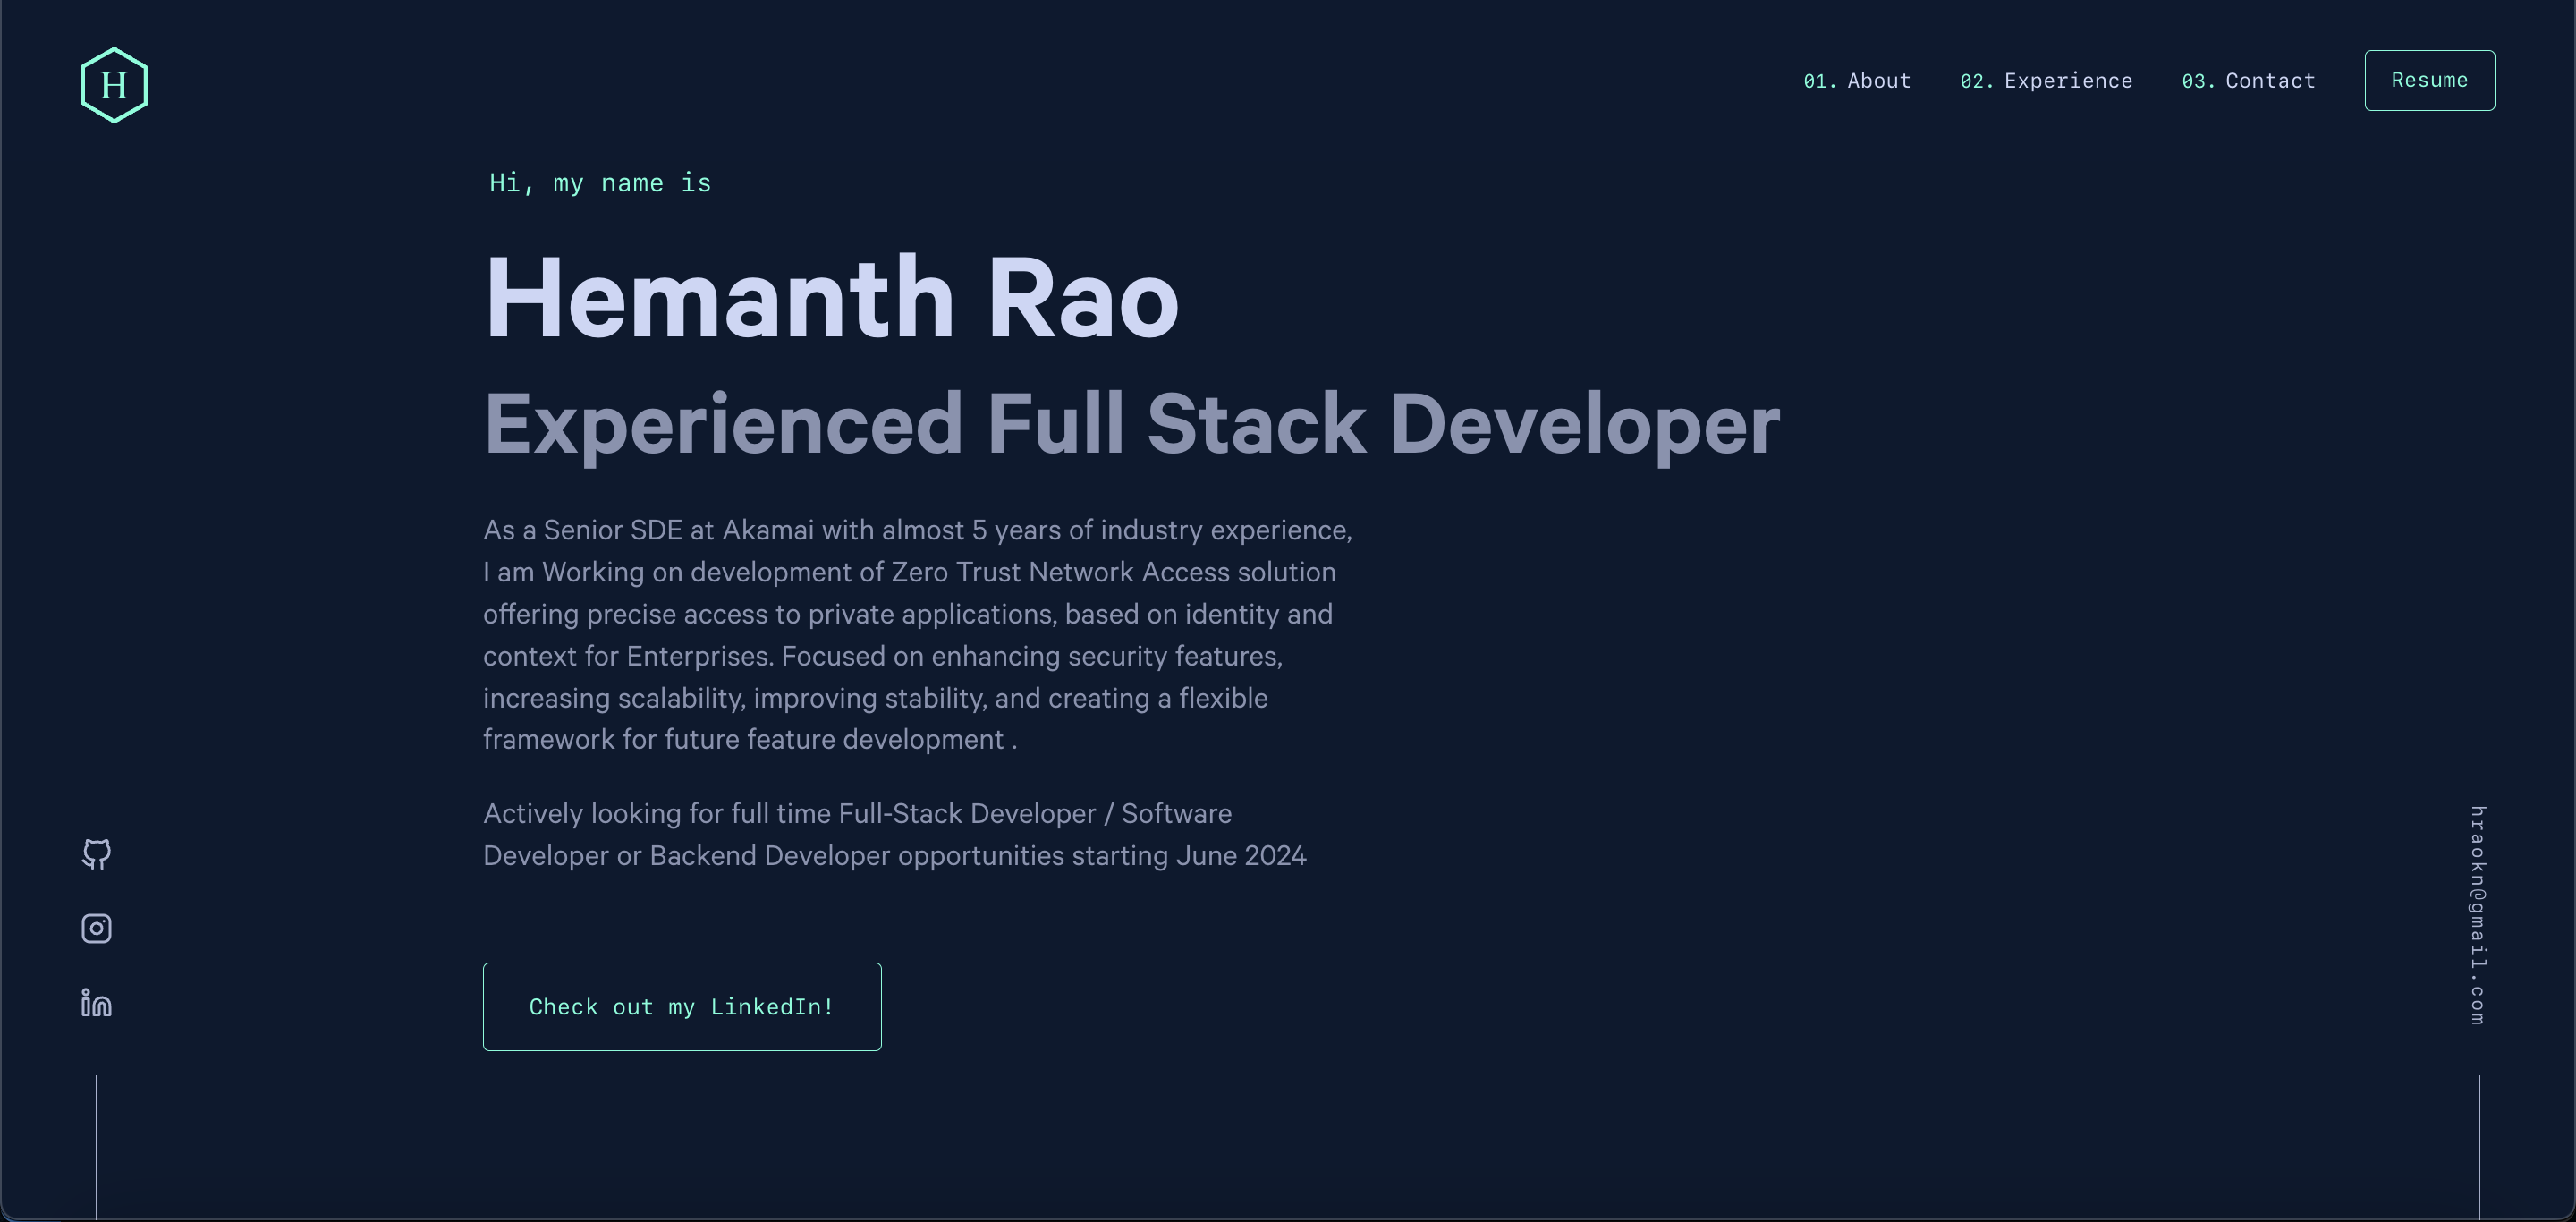 H
01. About 02. Experience 03. Contact Resume
Hi, my name is
Hemanth Rao
Experienced Full Stack Developer
As a Senior SDE at Akamai with almost 5 years of industry experience,
I am Working on development of Zero Trust Network Access solution
offering precise access to private applications, based on identity and
context for Enterprises. Focused on enhancing security features,
increasing scalability, improving stability, and creating a flexible
framework for future feature development .
Actively looking for full time Full-Stack Developer / Software
Developer or Backend Developer opportunities starting June 2024
Check out my LinkedIn!
hraokn@gmail.com